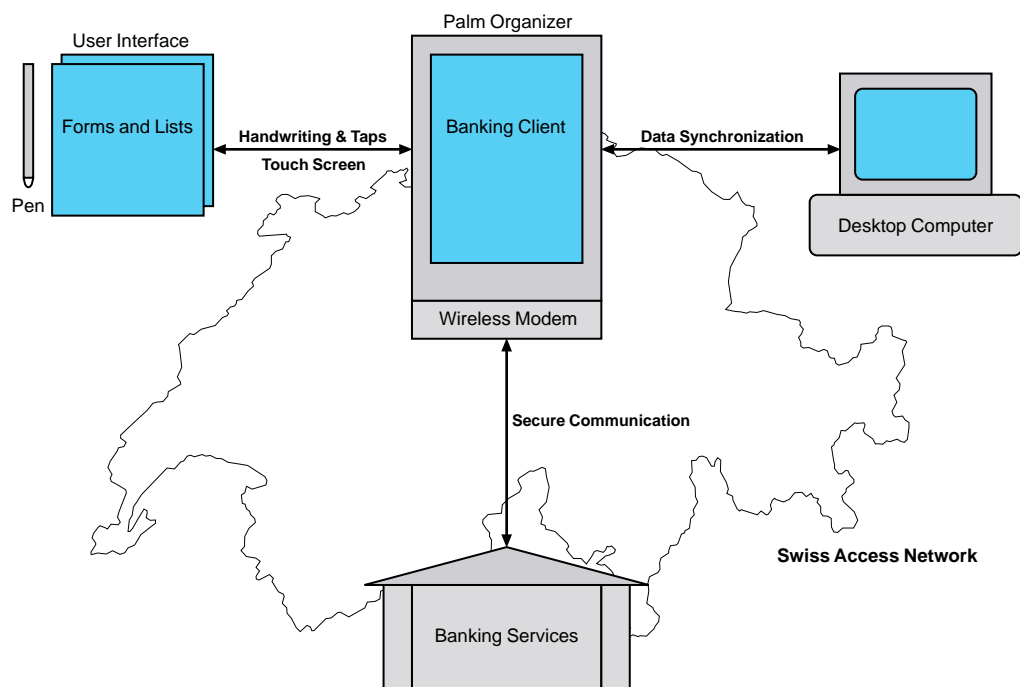 Palm Organizer
User Interface
Forms and Lists
Handwriting & Taps
Touch Screen
Pen
Banking Client
Data Synchronization
Desktop Computer
Wireless Modem
Secure Communication
Swiss Access Network
Banking Services